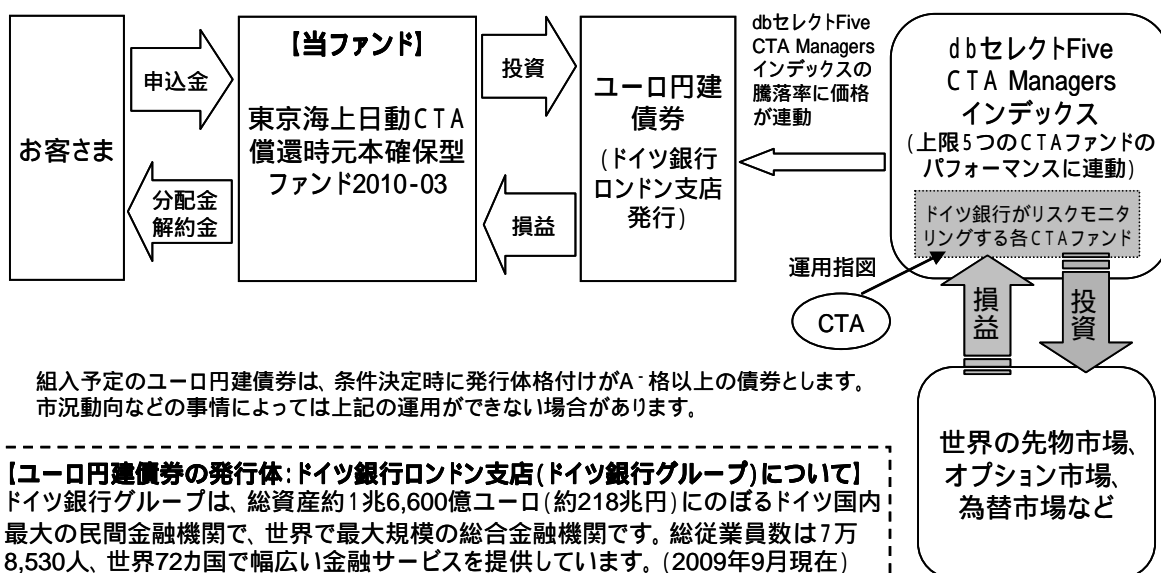 お客さま
申込金
分配金
解約金
【当ファンド】
東京海上日動CTA
償還時元本確保型
ファンド2010-03
投資
損益
ユーロ円建
債券
(ドイツ銀行
ロンドン支店
発行)
dbセレクトFive
CTA Managers
インデックスの
騰落率に価格
が連動
dbセレクトFive
CTA Managers
インデックス
(上限5つのCTAファンドの
パフォーマンスに連動)
ドイツ銀行がリスクモニタ
リングする各CTAファンド
運用指図
CTA
損益
投資
世界の先物市場、
オプション市場、
為替市場など
組入予定のユーロ円建債券は、条件決定時に発行体格付けがA-格以上の債券とします。
市況動向などの事情によっては上記の運用ができない場合があります。
【ユーロ円建債券の発行体:ドイツ銀行ロンドン支店(ドイツ銀行グループ)について】
ドイツ銀行グループは、総資産約1兆6,600億ユーロ(約218兆円)にのぼるドイツ国内
最大の民間金融機関で、世界で最大規模の総合金融機関です。総従業員数は7万
8,530人、世界72カ国で幅広い金融サービスを提供しています。(2009年9月現在)